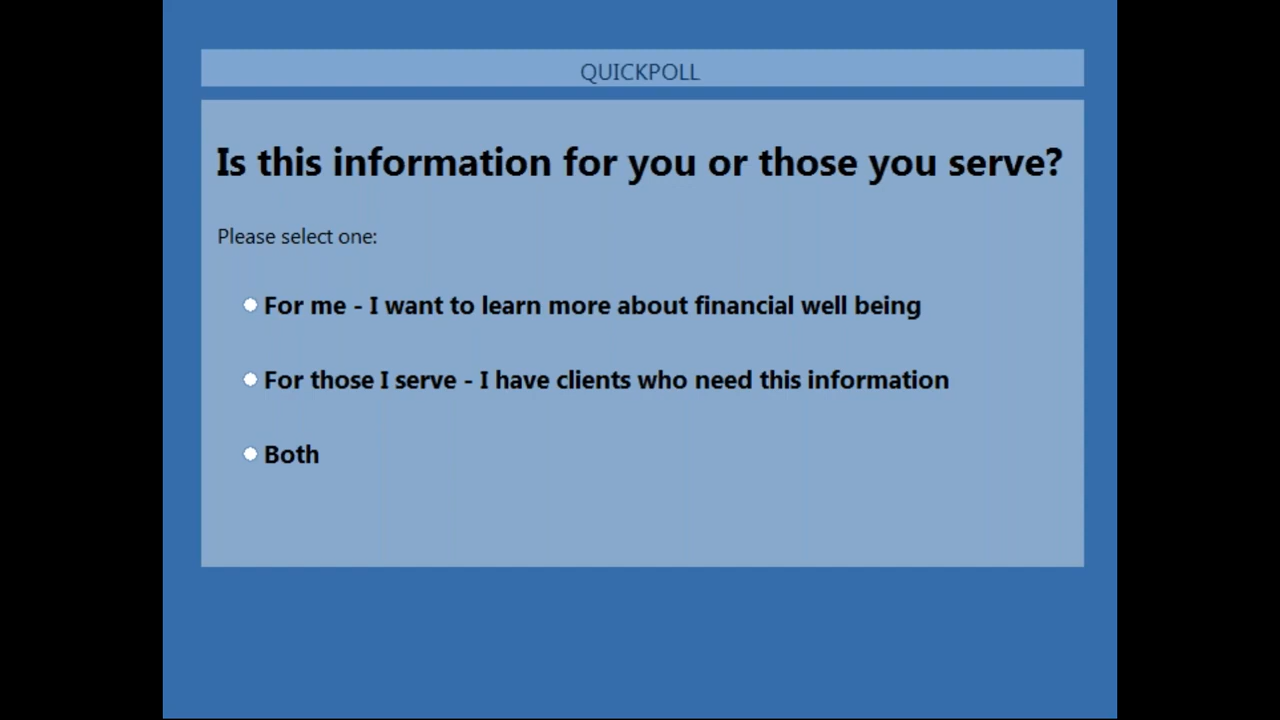 QUICKPOLL
Is this information for you or those you serve?
Please select one:
For me - I want to learn more about financial well being
For those I serve - I have clients who need this information
Both